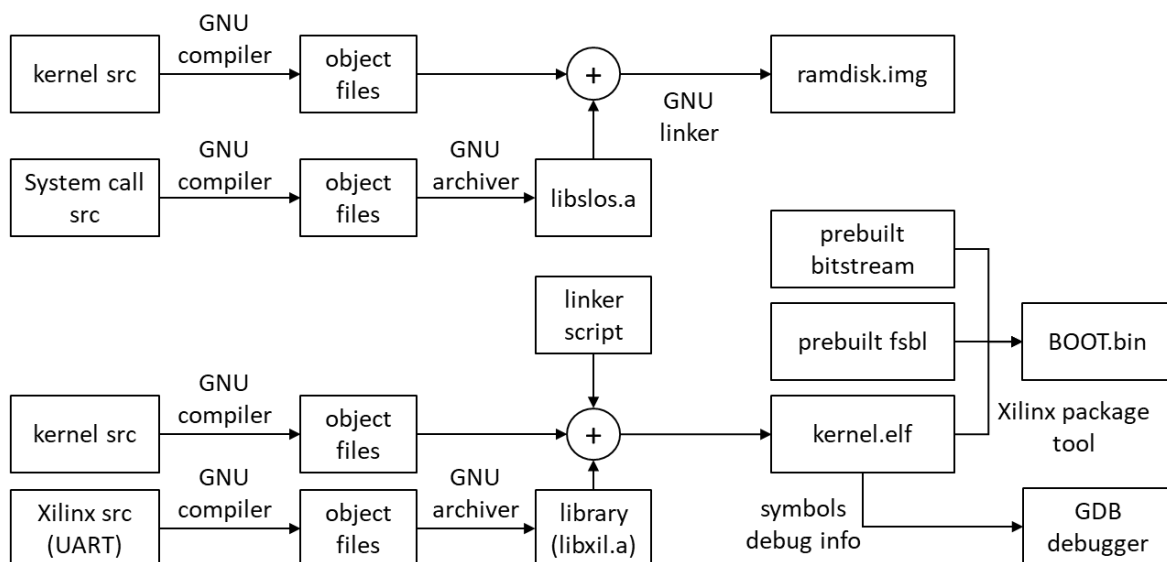 GNU
compiler
kernel src
object
files
+
GNU
linker
ramdisk.img
System call
src
GNU
compiler
object
files
GNU
archiver
libslos.a
prebuilt
bitstream
linker
script
prebuilt fsbl
BOOT.bin
kernel src
GNU
compiler
object
files
+
kernel.elf
Xilinx package
tool
Xilinx src
(UART)
GNU
compiler
object
files
GNU
archiver
library
(libxil.a)
symbols
debug info
GDB
debugger